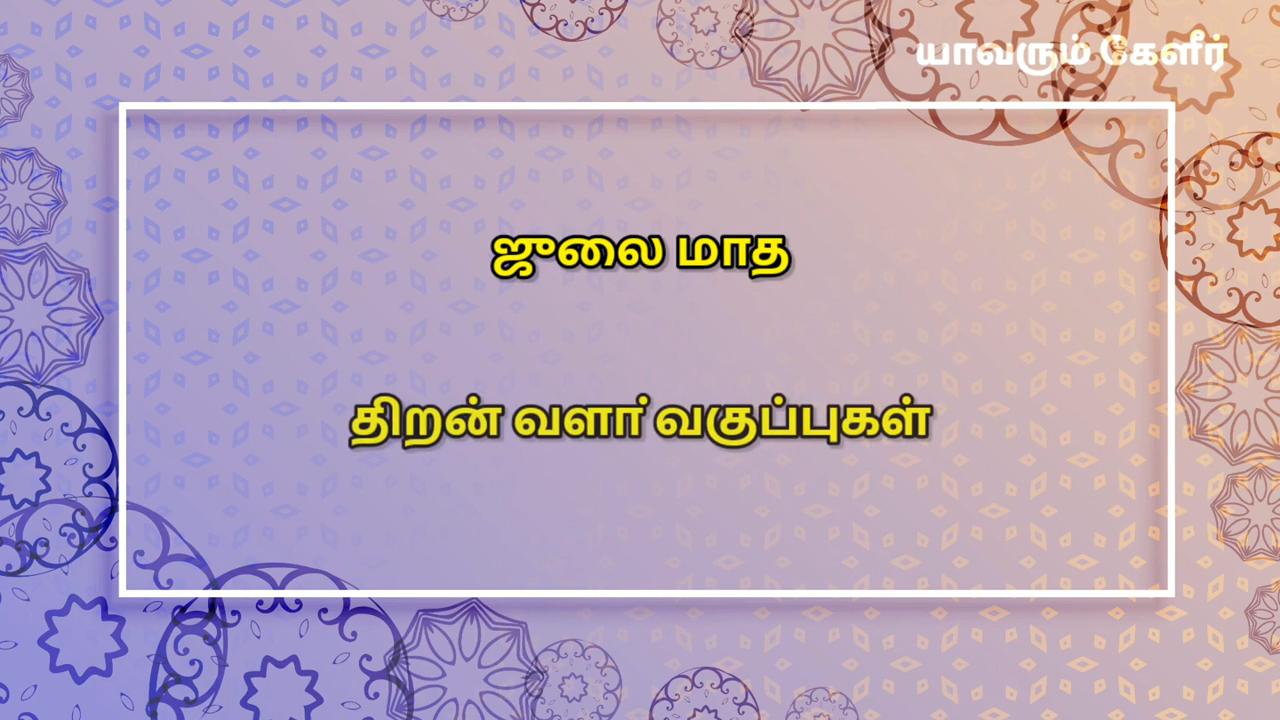 யாவரும் கேளீர்
ஜுலை மாத
திறன் வளர் வகுப்புகள்